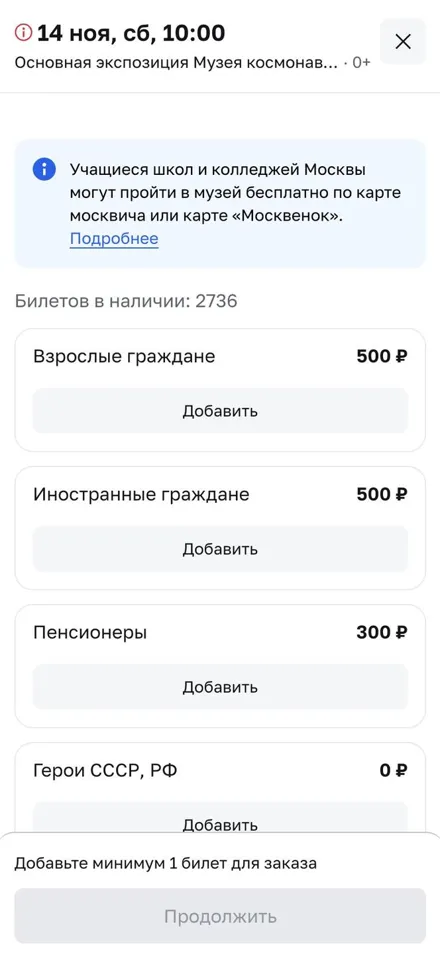 14 ноя, сб, 10:00
Основная экспозиция Музея космонав... · 0+
Учащиеся школ и колледжей Москвы
могут пройти в музей бесплатно по карте
москвича или карте «Москвенок».
Подробнее
Билетов в наличии: 2736
Взрослые граждане 500 ₽
Добавить
Иностранные граждане 500 ₽
Добавить
Пенсионеры 300 ₽
Добавить
Герои СССР, РФ 0 ₽
Добавить
Добавьте минимум 1 билет для заказа
Продолжить